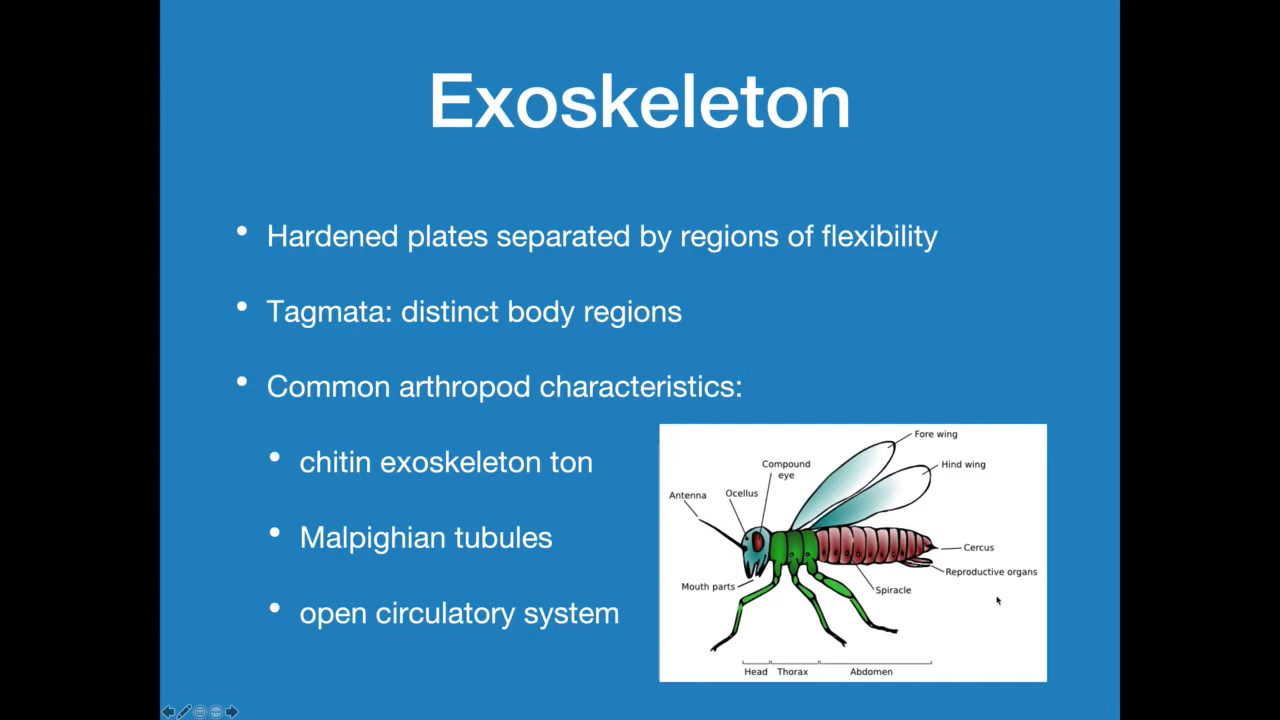 Exoskeleton
• Hardened plates separated by regions of flexibility
• Tagmata: distinct body regions
• Common arthropod characteristics:
• chitin exoskeleton ton
• Malpighian tubules
• open circulatory system
Fore wing
Hind wing
Compound
eye
Ocellus
Antenna
Cercus
Reproductive organs
Mouth parts
Spiracle
Head Thorax Abdomen